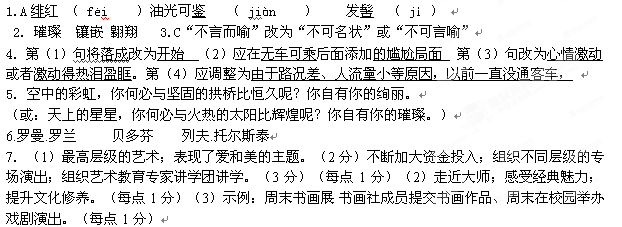 1.A 绯红 ( fēi )油光可鉴 ( jiàn ) 发髻 ( jì )
2. 璀璨 镶嵌 翱翔 3.C“不言而喻”改为“不可名状”或“不可言喻”
4. 第(1)句将落成改为开始 (2)应在无车可乘后面添加的尴尬局面 第(3)句改为心情激动
或者激动得热泪盈眶。第(4)应调整为由于路况差、人流量小等原因,以前一直没通客车,
5. 空中的彩虹,你何必与坚固的拱桥比恒久呢?你自有你的绚丽。
(或:天上的星星,你何必与火热的太阳比辉煌呢?你自有你的璀璨。)
6.罗曼.罗兰 贝多芬 列夫.托尔斯泰
7. (1)最高层级的艺术;表现了爱和美的主题。(2分)不断加大资金投入;组织不同层级的专
场演出;组织艺术教育专家讲学团讲学。(3分)(每点1分)(2)走近大师;感受经典魅力;
提升文化修养。(每点1分)(3)示例:周末书画展 书画社成员提交书画作品、周末在校园举办
戏剧演出。(每点1分)